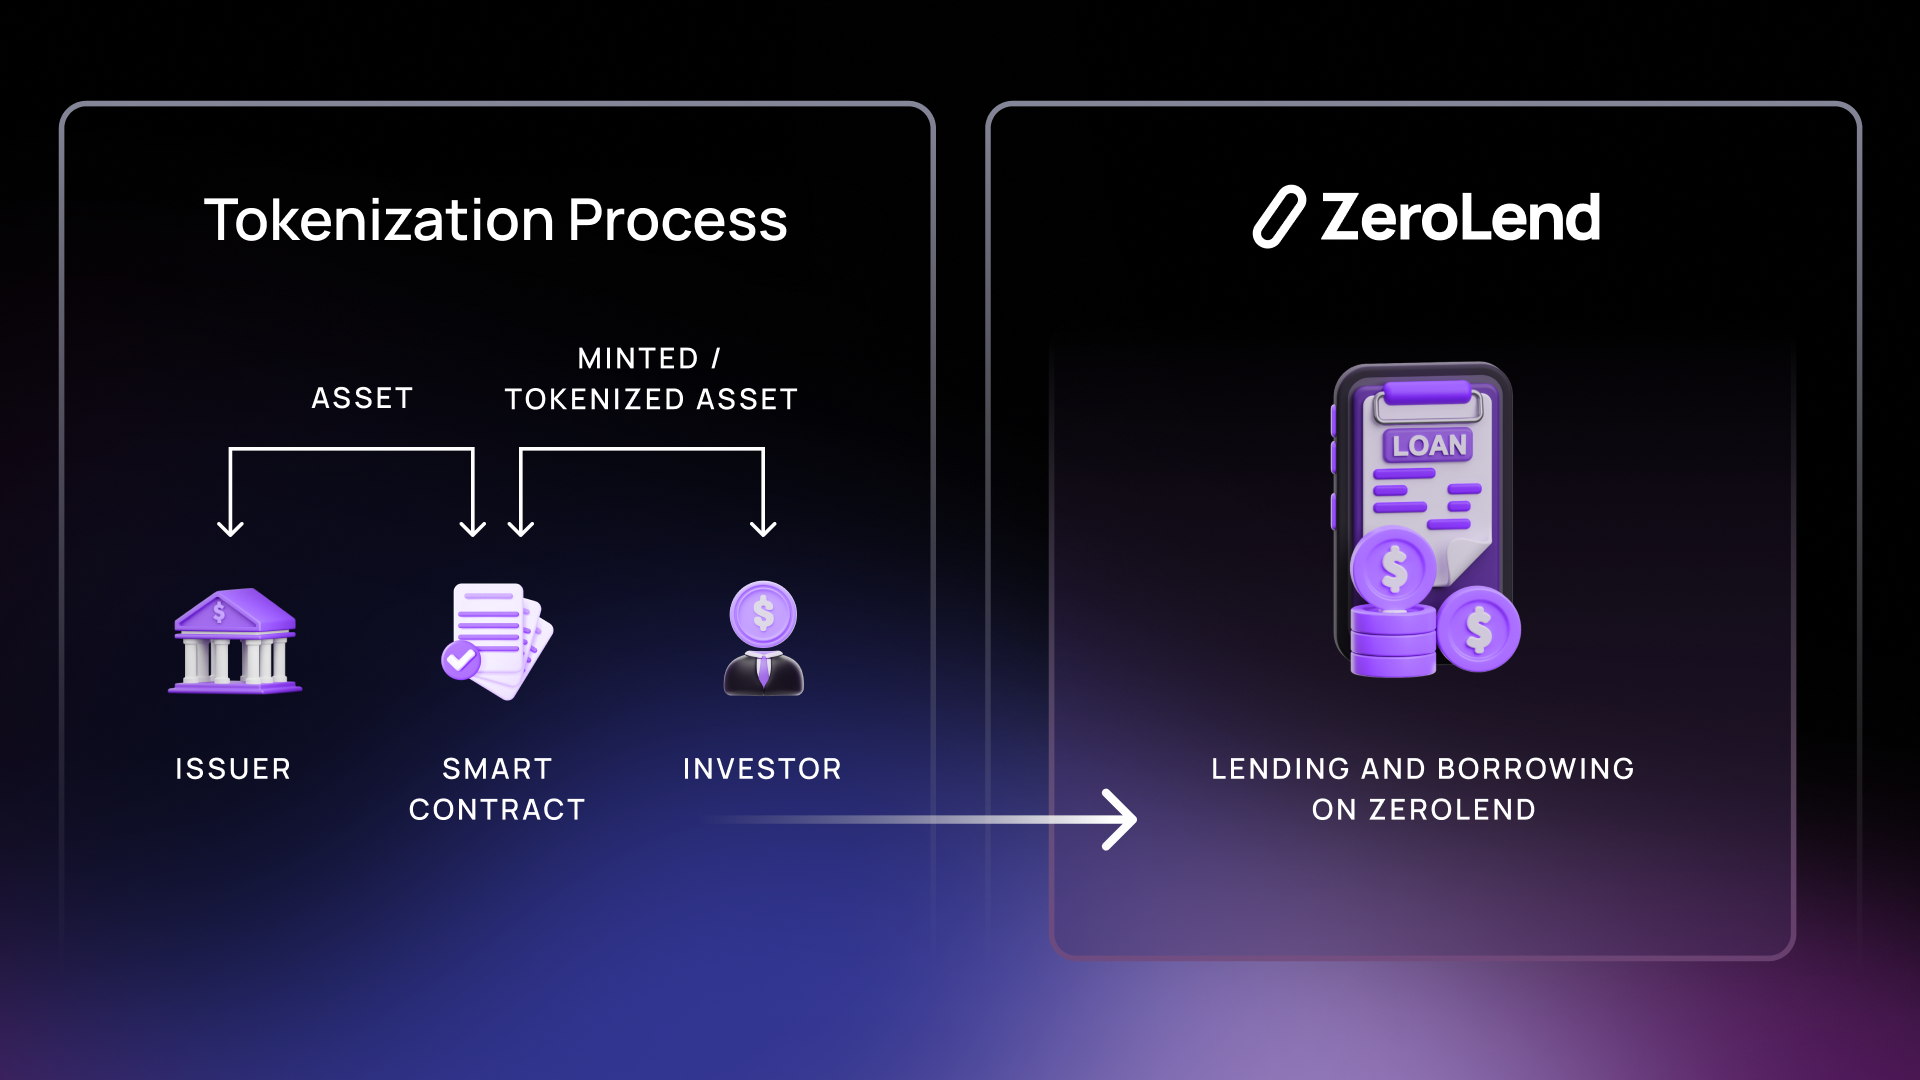 Tokenization Process
ASSET
MINTED /
TOKENIZED ASSET
$
$
ISSUER
SMART
CONTRACT
INVESTOR
ZeroLend
LOAN
$
$
LENDING AND BORROWING
ON ZEROLEND